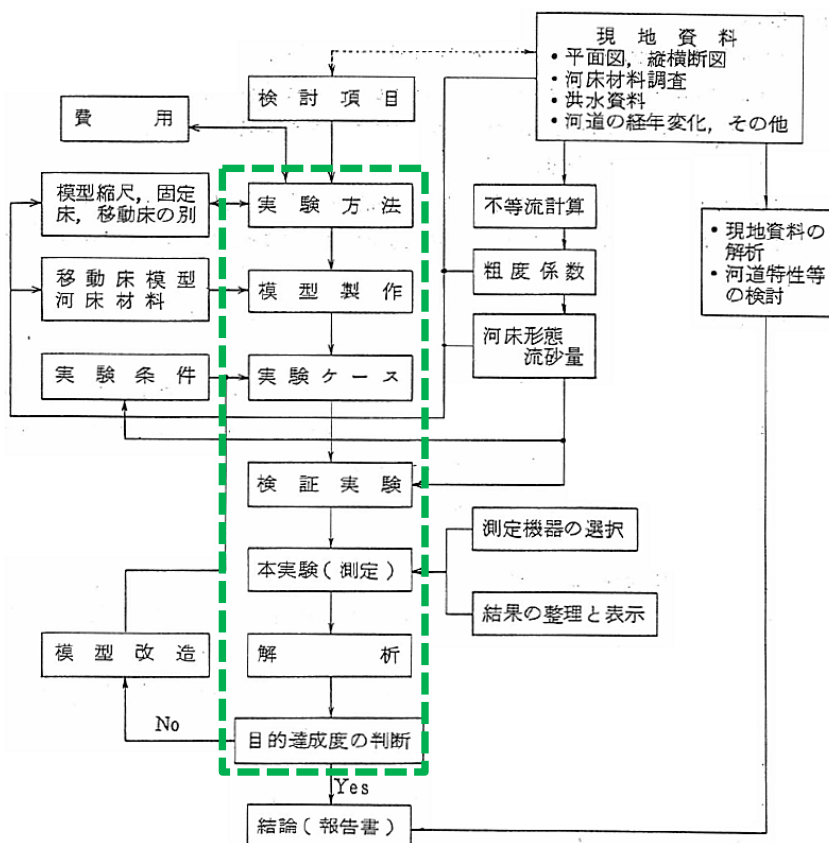 現地資料
• 平面図，縦横断図
• 河床材料調査
• 洪水資料
• 河道の経年変化，その他
検討項目
費用
模型縮尺，固定
床，移動床の別
実験方法
不等流計算
• 現地資料の
解析
• 河道特性等
の検討
移動床模型
河床材料
模型製作
粗度係数
河床形態
流砂量
実験条件
実験ケース
検証実験
測定機器の選択
本実験(測定)
結果の整理と表示
模型改造
解析
No
目的達成度の判断
Yes
結論(報告書)